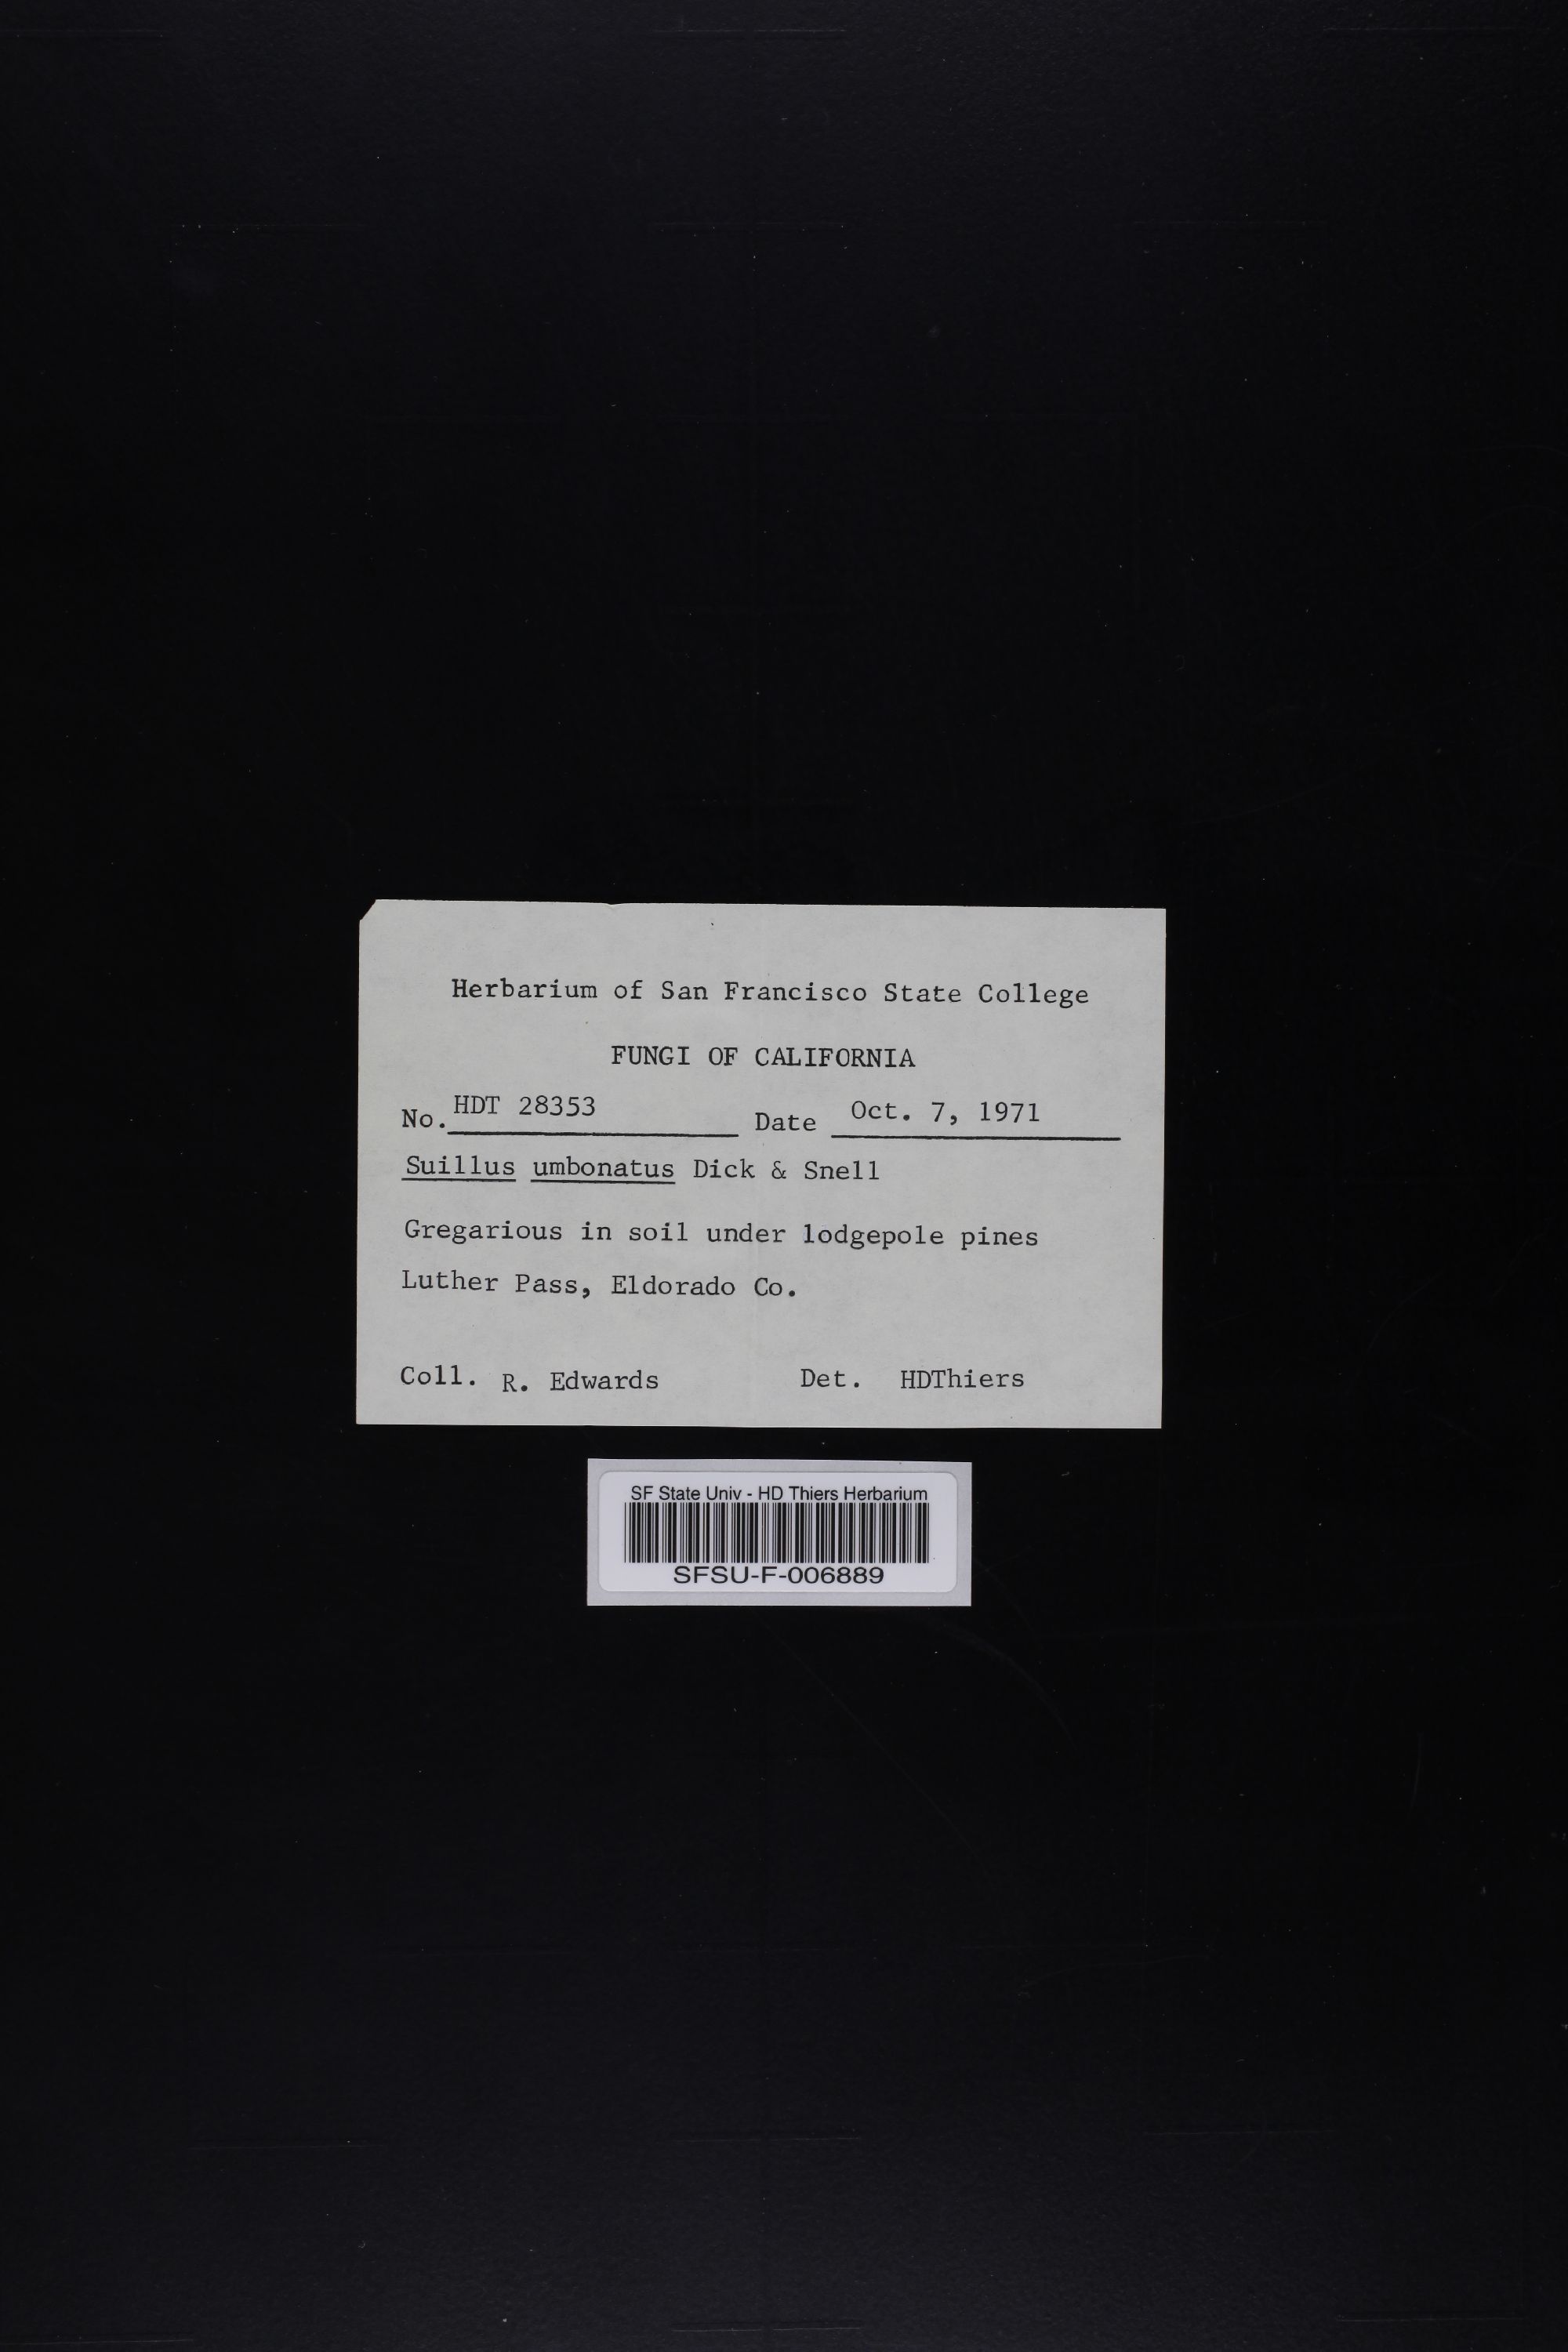 Herbarium of San Francisco State College
FUNGI OF CALIFORNIA
No. HDT 28353 Date Oct. 7, 1971
Suillus umbonatus Dick & Snell
Gregarious in soil under lodgepole pines
Luther Pass, Eldorado Co.
Coll. R. Edwards Det. HDThiers
SF State Univ - HD Thiers Herbarium
SFSU-F-006889